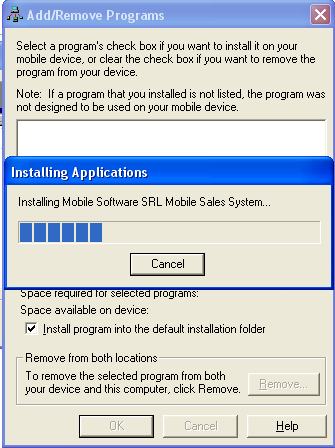 Add/Remove Programs
Select a program's check box if you want to install it on your
mobile device, or clear the check box if you want to remove the
program from your device.
Note: If a program that you installed is not listed, the program was
not designed to be used on your mobile device.
Installing Applications
Installing Mobile Software SRL Mobile Sales System...
Cancel
Space required for selected programs:
Space available on device:
Install program into the default installation folder
Remove from both locations
To remove the selected program from both
your device and this computer, click Remove.
Remove...
OK
Cancel
Help